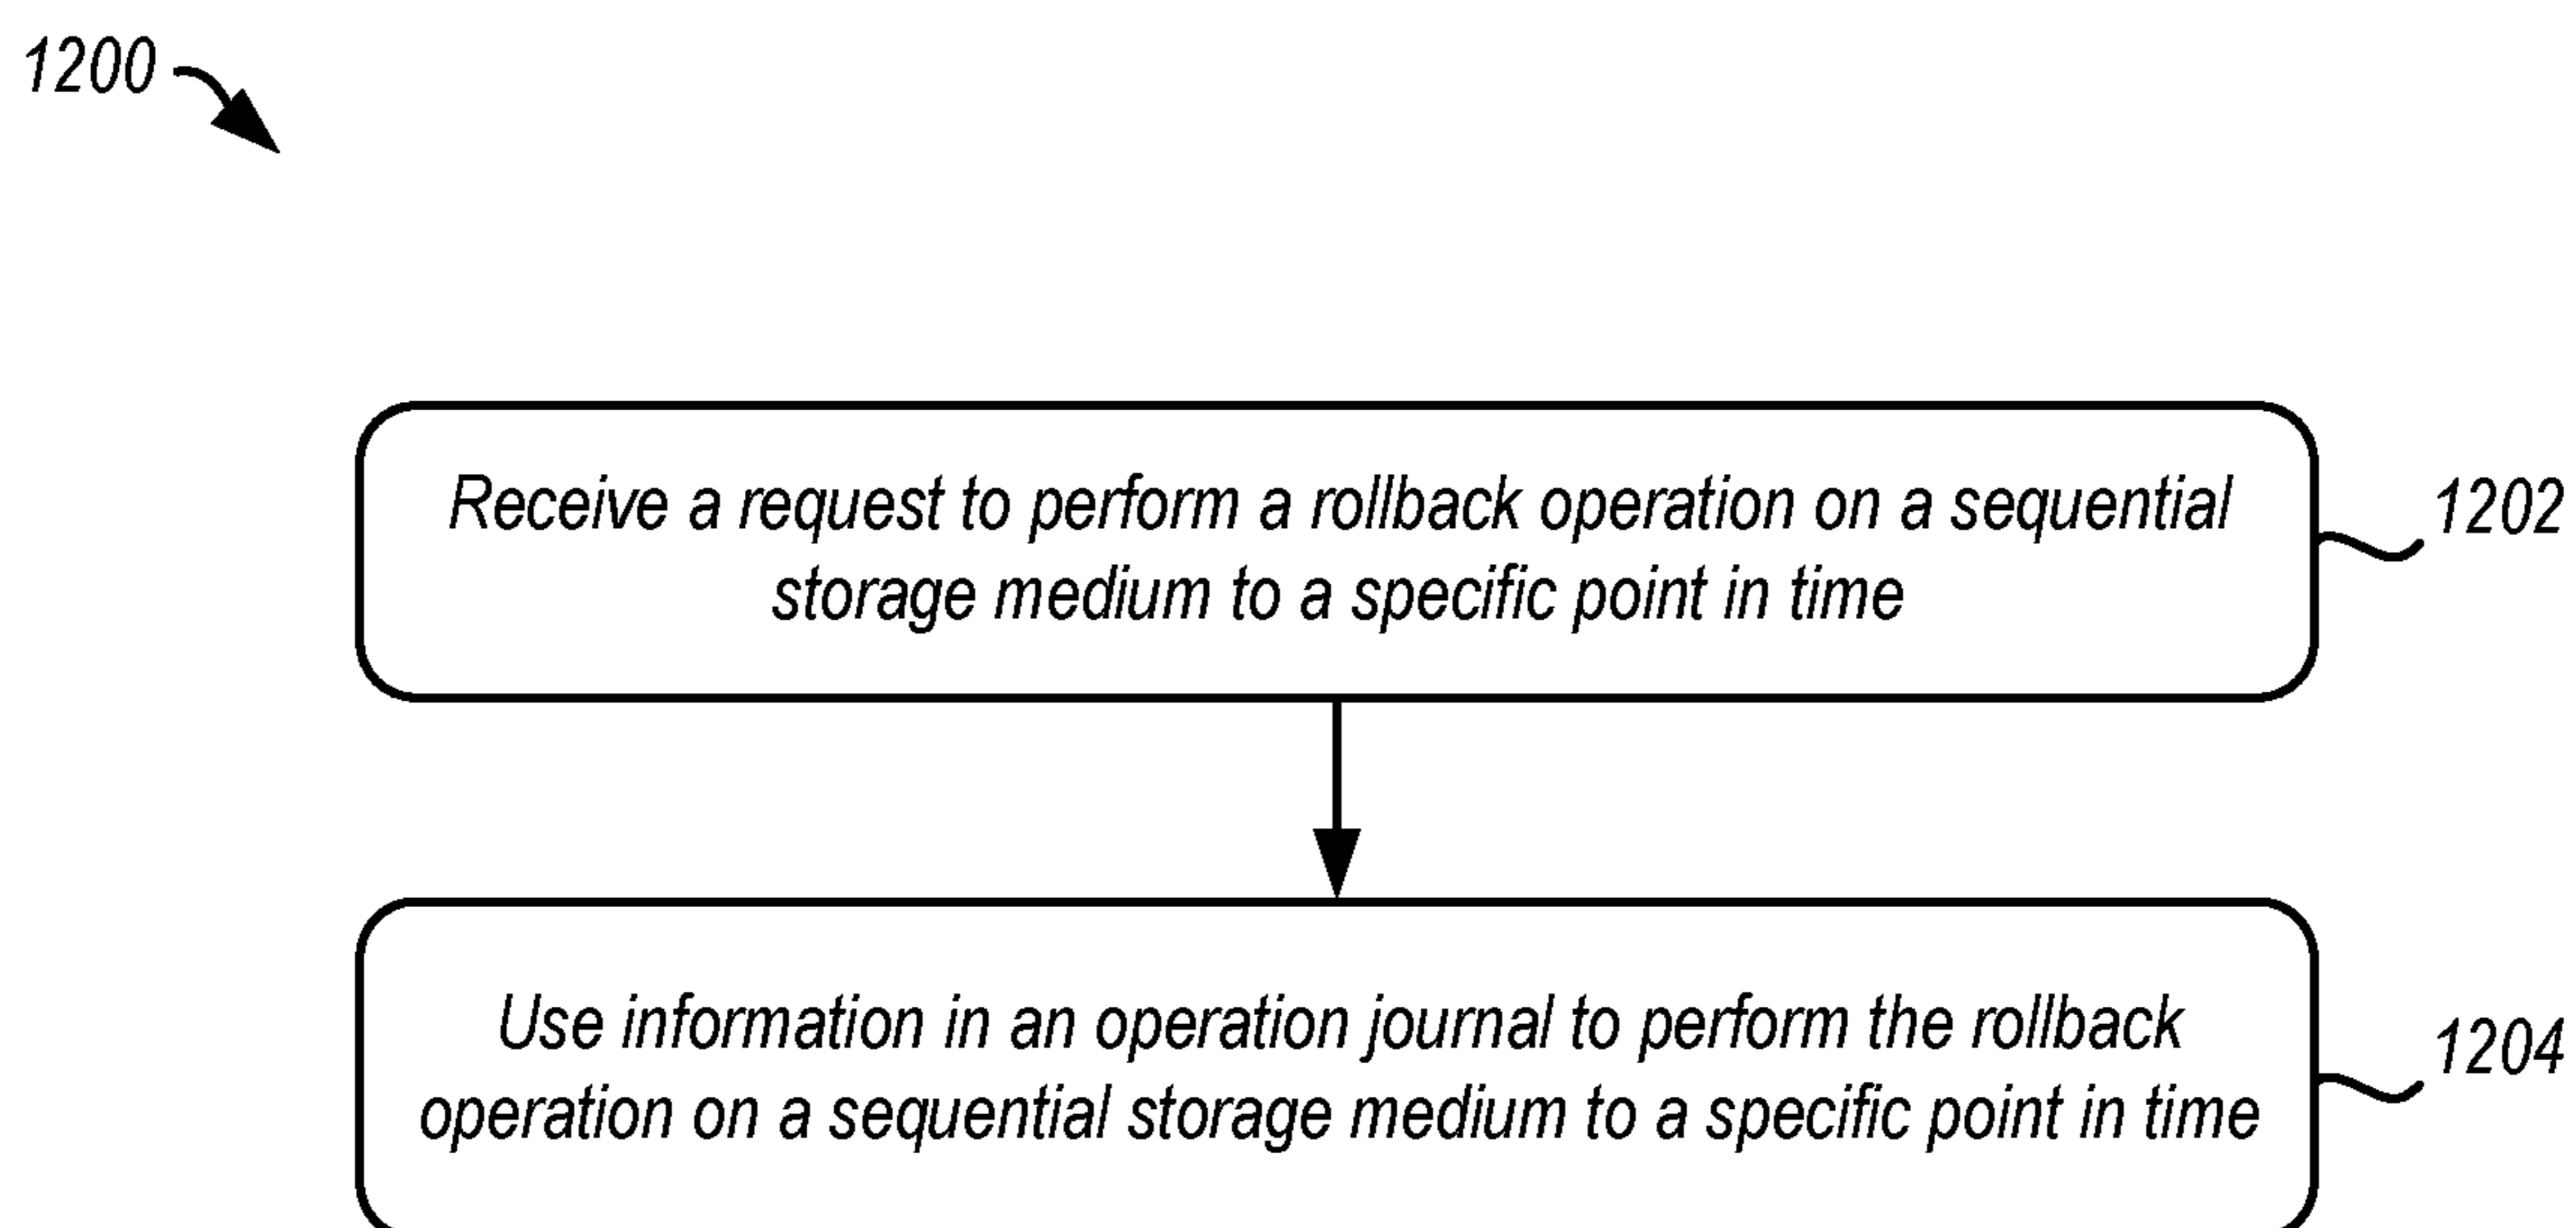 1200
Receive a request to perform a rollback operation on a sequential
storage medium to a specific point in time
1202
Use information in an operation journal to perform the rollback
operation on a sequential storage medium to a specific point in time
1204